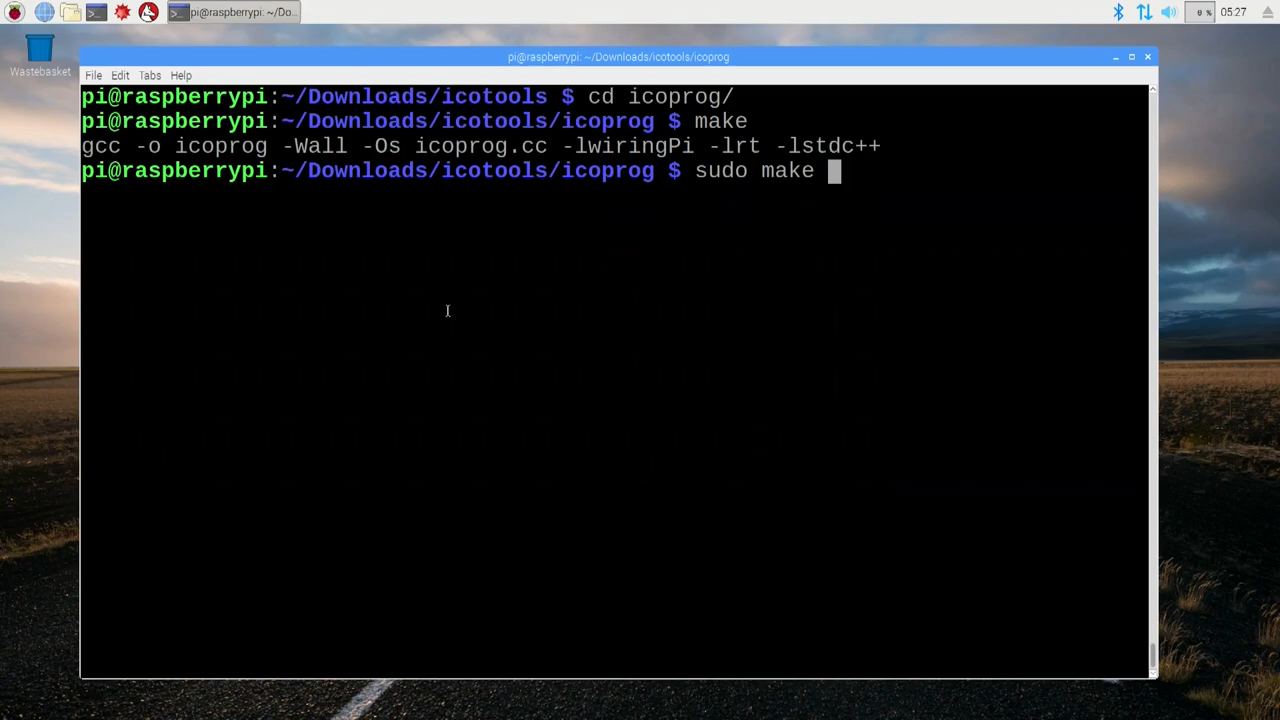 pi@raspberrypi: ~/Do...
0 %
05:27
Wastebasket
pi@raspberrypi: ~/Downloads/icotools/icoprog
File Edit Tabs Help
pi@raspberrypi:~/Downloads/icotools $ cd icoprog/
pi@raspberrypi:~/Downloads/icotools/icoprog $ make
gcc -o icoprog -Wall -Os icoprog.cc -lwiringPi -lrt -lstdc++
pi@raspberrypi:~/Downloads/icotools/icoprog $ sudo make